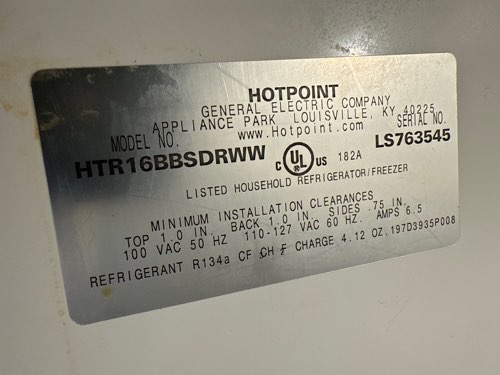 HOTPOINT
GENERAL ELECTRIC COMPANY
APPLIANCE PARK LOUISVILLE, KY 40225
www.Hotpoint.com
MODEL NO. SERIAL NO.
HTR16BBSDRWW C UL US 182A LS763545
LISTED HOUSEHOLD REFRIGERATOR/FREEZER
MINIMUM INSTALLATION CLEARANCES
TOP 1.0 IN. BACK 1.0 IN. SIDES .75 IN.
100 VAC 50 HZ 110-127 VAC 60 HZ. AMPS 6.5
REFRIGERANT R134a CF CH F CHARGE 4.12 OZ.197D3935P008